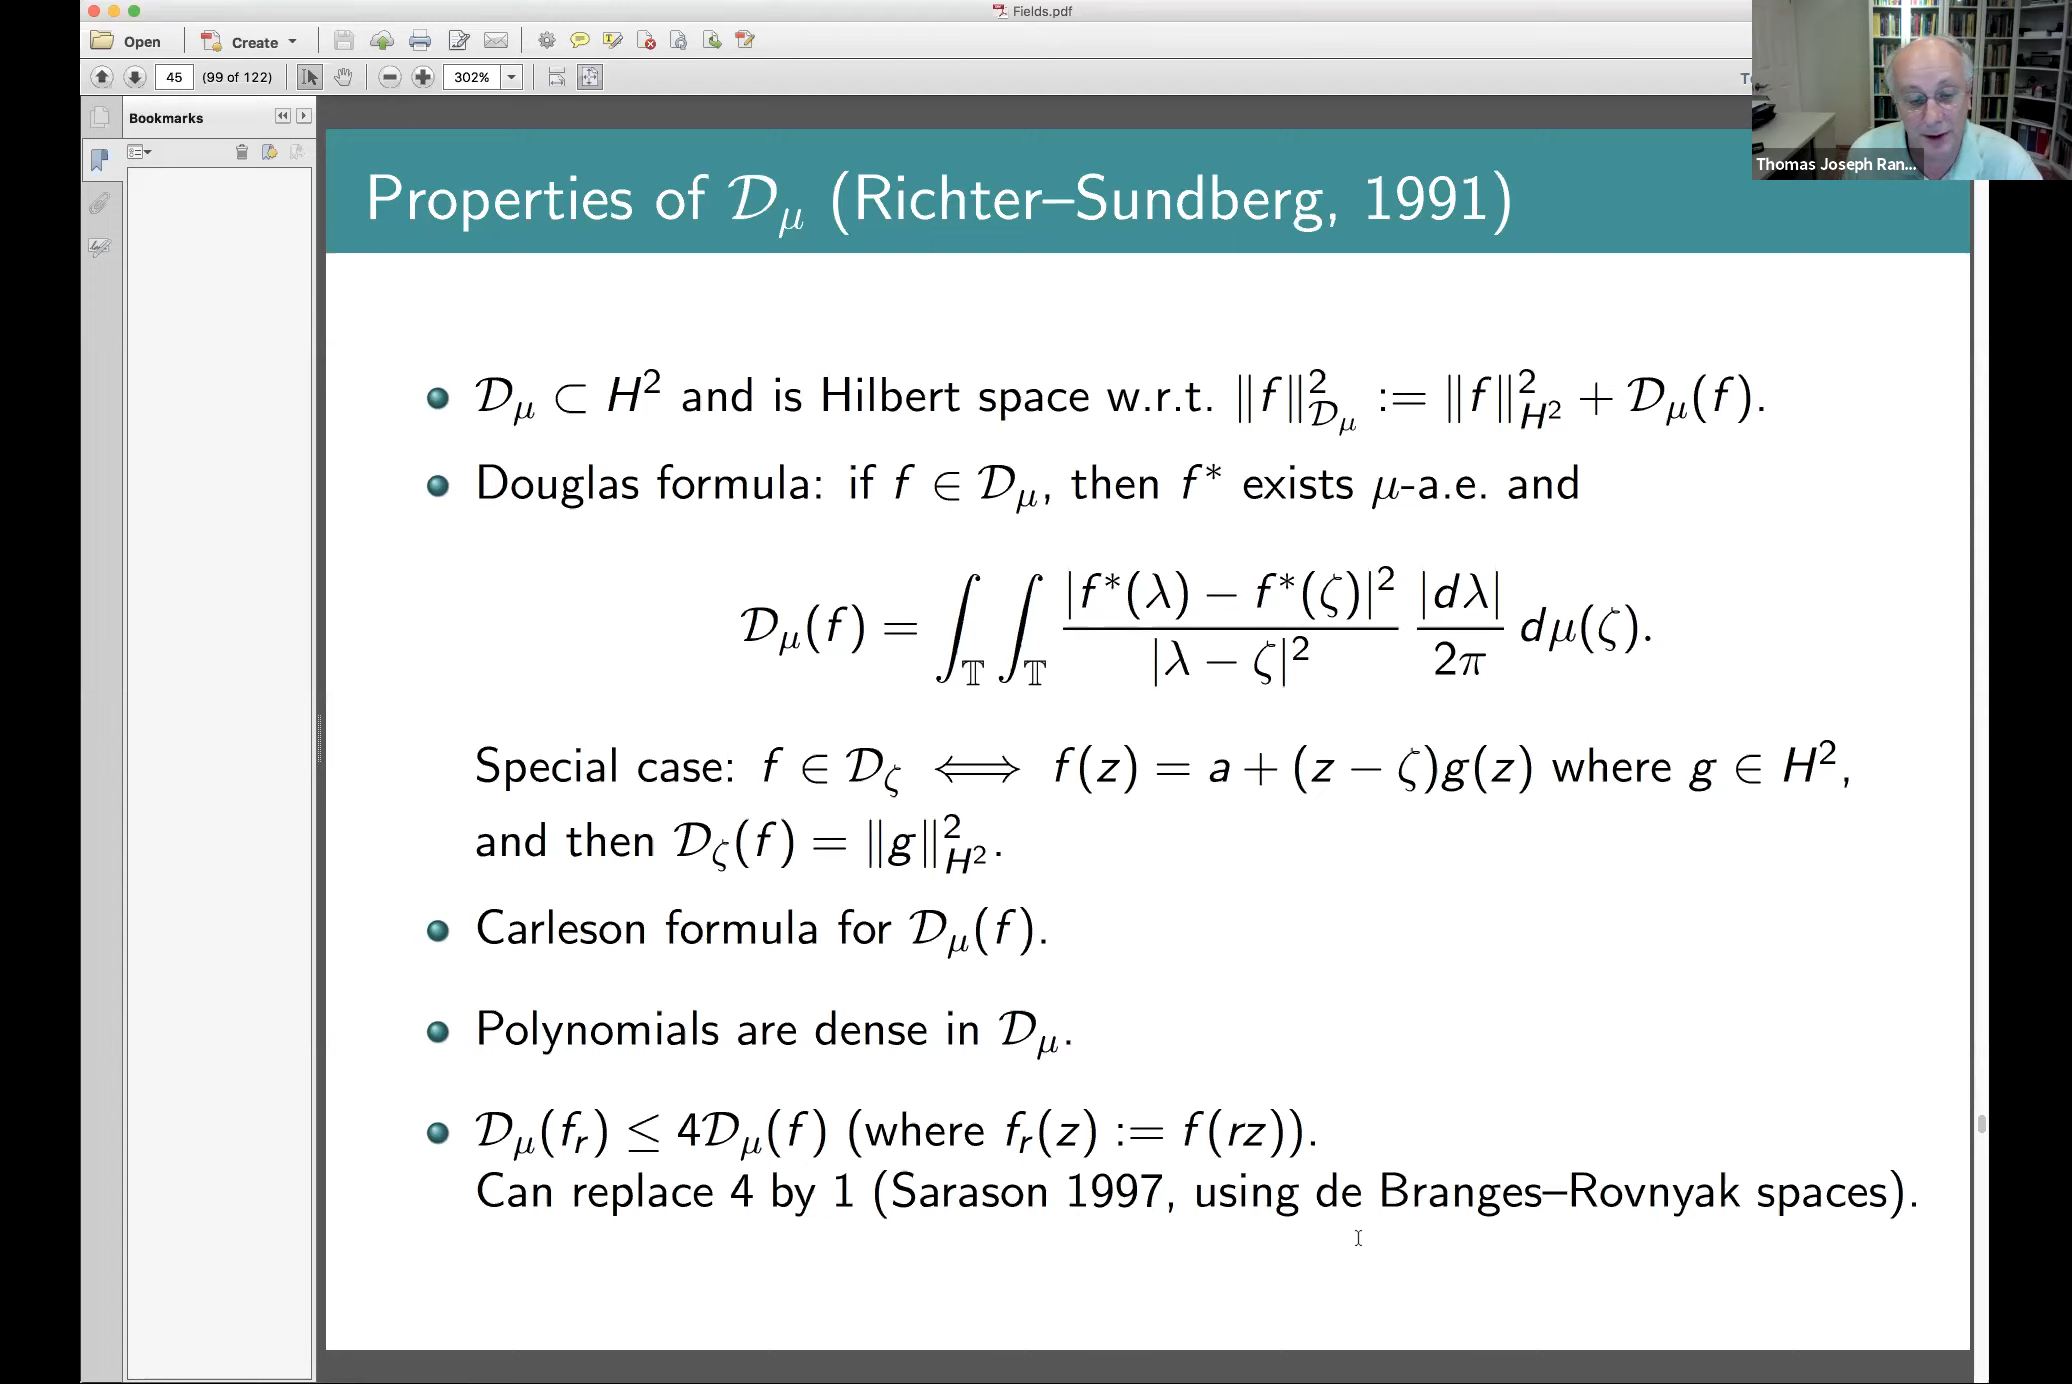 Fields.pdf
Open Create
45 (99 of 122) 302%
Bookmarks
Thomas Joseph Ran...
Properties of 𝒟_μ (Richter–Sundberg, 1991)
𝒟_μ ⊂ H² and is Hilbert space w.r.t. ‖f‖²_{𝒟_μ} := ‖f‖²_{H²} + 𝒟_μ(f).
Douglas formula: if f ∈ 𝒟_μ, then f* exists μ-a.e. and
𝒟_μ(f) = ∫_𝕋 ∫_𝕋 |f*(λ) − f*(ζ)|² / |λ − ζ|² |dλ| / 2π dμ(ζ).
Special case: f ∈ 𝒟_ζ ⟺ f(z) = a + (z − ζ)g(z) where g ∈ H²,
and then 𝒟_ζ(f) = ‖g‖²_{H²}.
Carleson formula for 𝒟_μ(f).
Polynomials are dense in 𝒟_μ.
𝒟_μ(f_r) ≤ 4𝒟_μ(f) (where f_r(z) := f(rz)).
Can replace 4 by 1 (Sarason 1997, using de Branges–Rovnyak spaces).